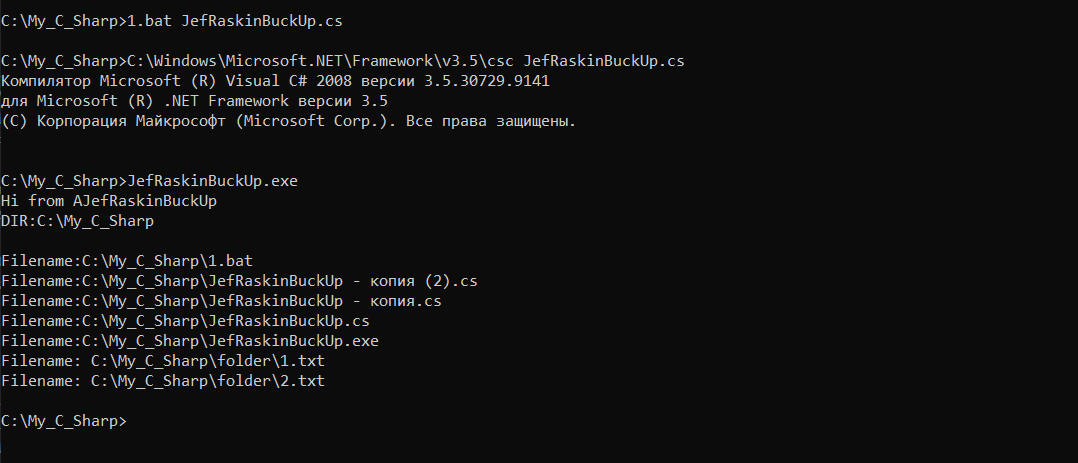 C:\My_C_Sharp>1.bat JefRaskinBuckUp.cs
C:\My_C_Sharp>C:\Windows\Microsoft.NET\Framework\v3.5\csc JefRaskinBuckUp.cs
Компилятор Microsoft (R) Visual C# 2008 версии 3.5.30729.9141
для Microsoft (R) .NET Framework версии 3.5
(C) Корпорация Майкрософт (Microsoft Corp.). Все права защищены.
C:\My_C_Sharp>JefRaskinBuckUp.exe
Hi from AJefRaskinBuckUp
DIR:C:\My_C_Sharp
Filename:C:\My_C_Sharp\1.bat
Filename:C:\My_C_Sharp\JefRaskinBuckUp - копия (2).cs
Filename:C:\My_C_Sharp\JefRaskinBuckUp - копия.cs
Filename:C:\My_C_Sharp\JefRaskinBuckUp.cs
Filename:C:\My_C_Sharp\JefRaskinBuckUp.exe
Filename: C:\My_C_Sharp\folder\1.txt
Filename: C:\My_C_Sharp\folder\2.txt
C:\My_C_Sharp>